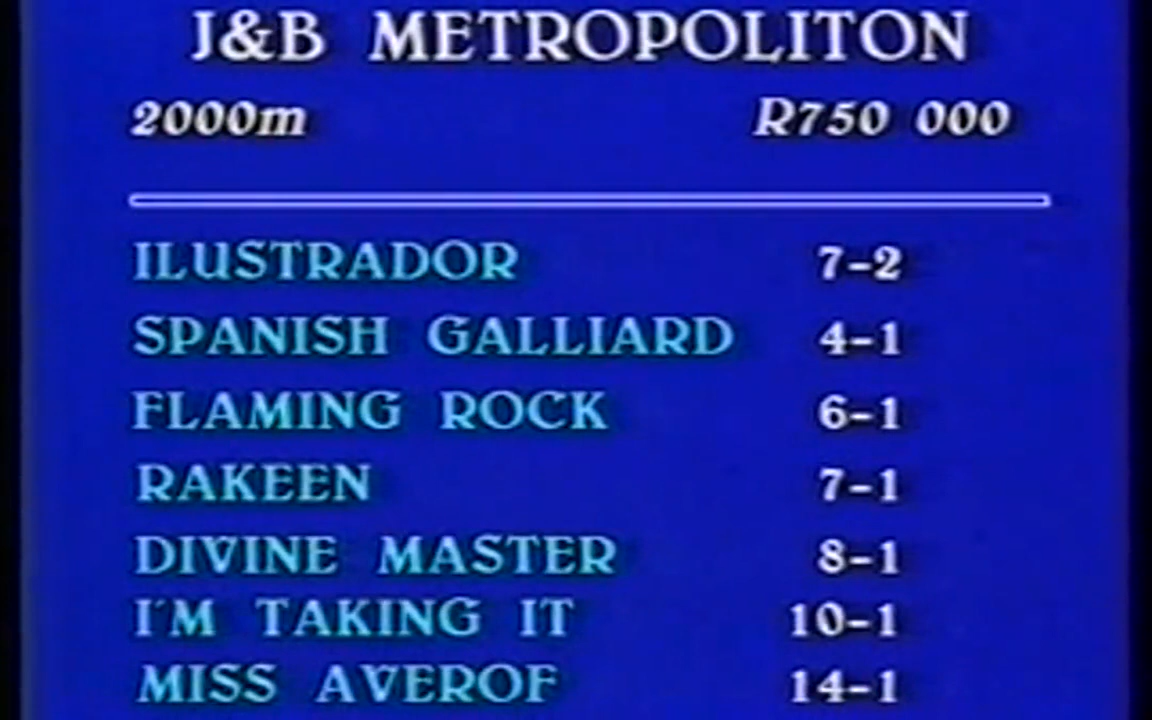 J&B METROPOLITON
2000m R750 000
ILUSTRADOR 7-2
SPANISH GALLIARD 4-1
FLAMING ROCK 6-1
RAKEEN 7-1
DIVINE MASTER 8-1
I'M TAKING IT 10-1
MISS AVEROF 14-1